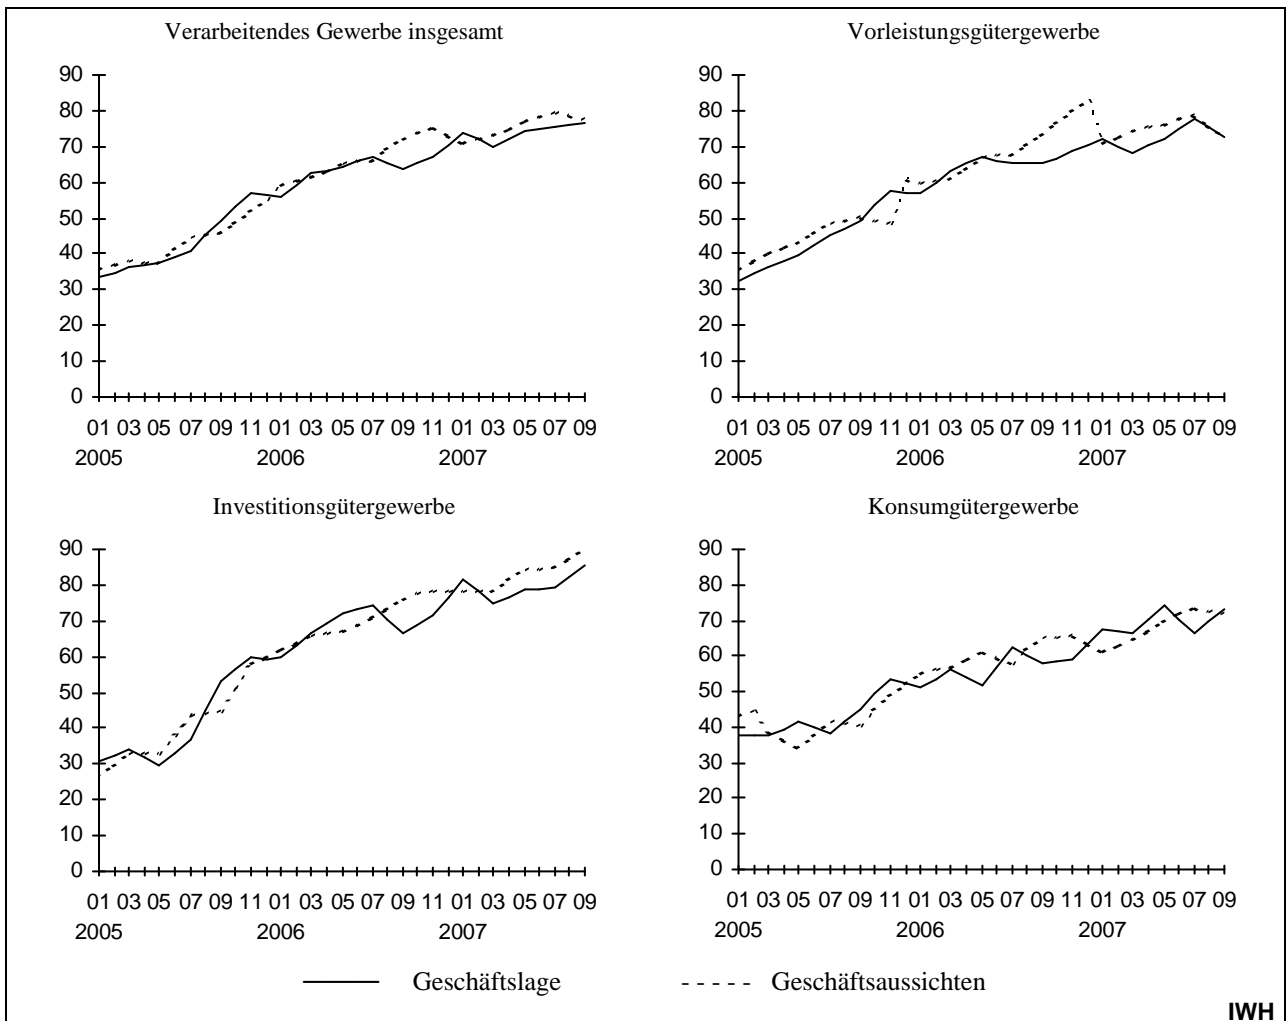 Verarbeitendes Gewerbe insgesamt
90
80
70
60
50
40
30
20
10
0
01 03 05 07 09 11 01 03 05 07 09 11 01 03 05 07 09
2005 2006 2007
Vorleistungsgütergewerbe
90
80
70
60
50
40
30
20
10
0
01 03 05 07 09 11 01 03 05 07 09 11 01 03 05 07 09
2005 2006 2007
Investitionsgütergewerbe
90
80
70
60
50
40
30
20
10
0
01 03 05 07 09 11 01 03 05 07 09 11 01 03 05 07 09
2005 2006 2007
Konsumgütergewerbe
90
80
70
60
50
40
30
20
10
0
01 03 05 07 09 11 01 03 05 07 09 11 01 03 05 07 09
2005 2006 2007
Geschäftslage Geschäftsaussichten
IWH